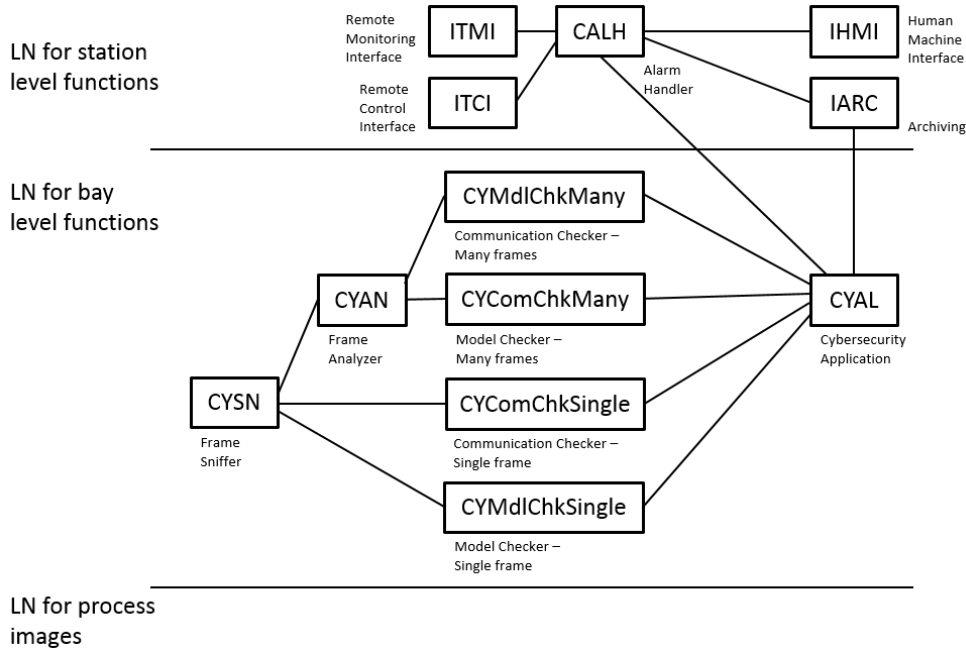 LN for station
level functions
Remote
Monitoring
Interface
ITMI
CALH
IHMI
Human
Machine
Interface
Remote
Control
Interface
ITCI
Alarm
Handler
IARC
Archiving
LN for bay
level functions
CYMdlChkMany
Communication Checker –
Many frames
CYAN
Frame
Analyzer
CYComChkMany
Model Checker –
Many frames
CYAL
Cybersecurity
Application
CYSN
Frame
Sniffer
CYComChkSingle
Communication Checker –
Single frame
CYMdlChkSingle
Model Checker –
Single frame
LN for process
images